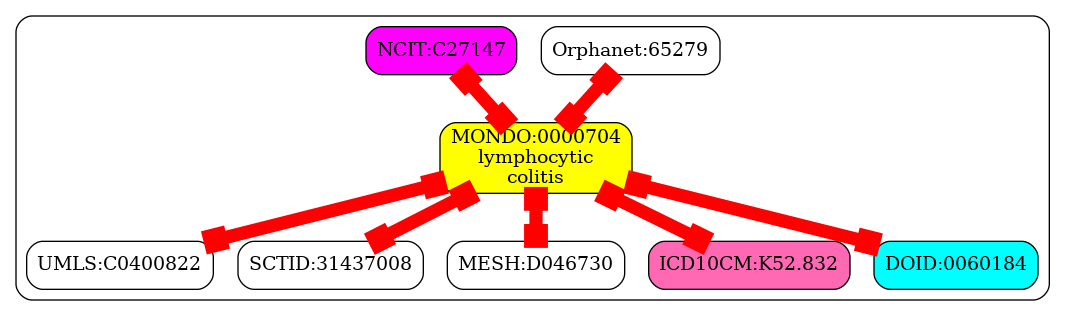 NCIT:C27147
Orphanet:65279
MONDO:0000704
lymphocytic
colitis
UMLS:C0400822
SCTID:31437008
MESH:D046730
ICD10CM:K52.832
DOID:0060184